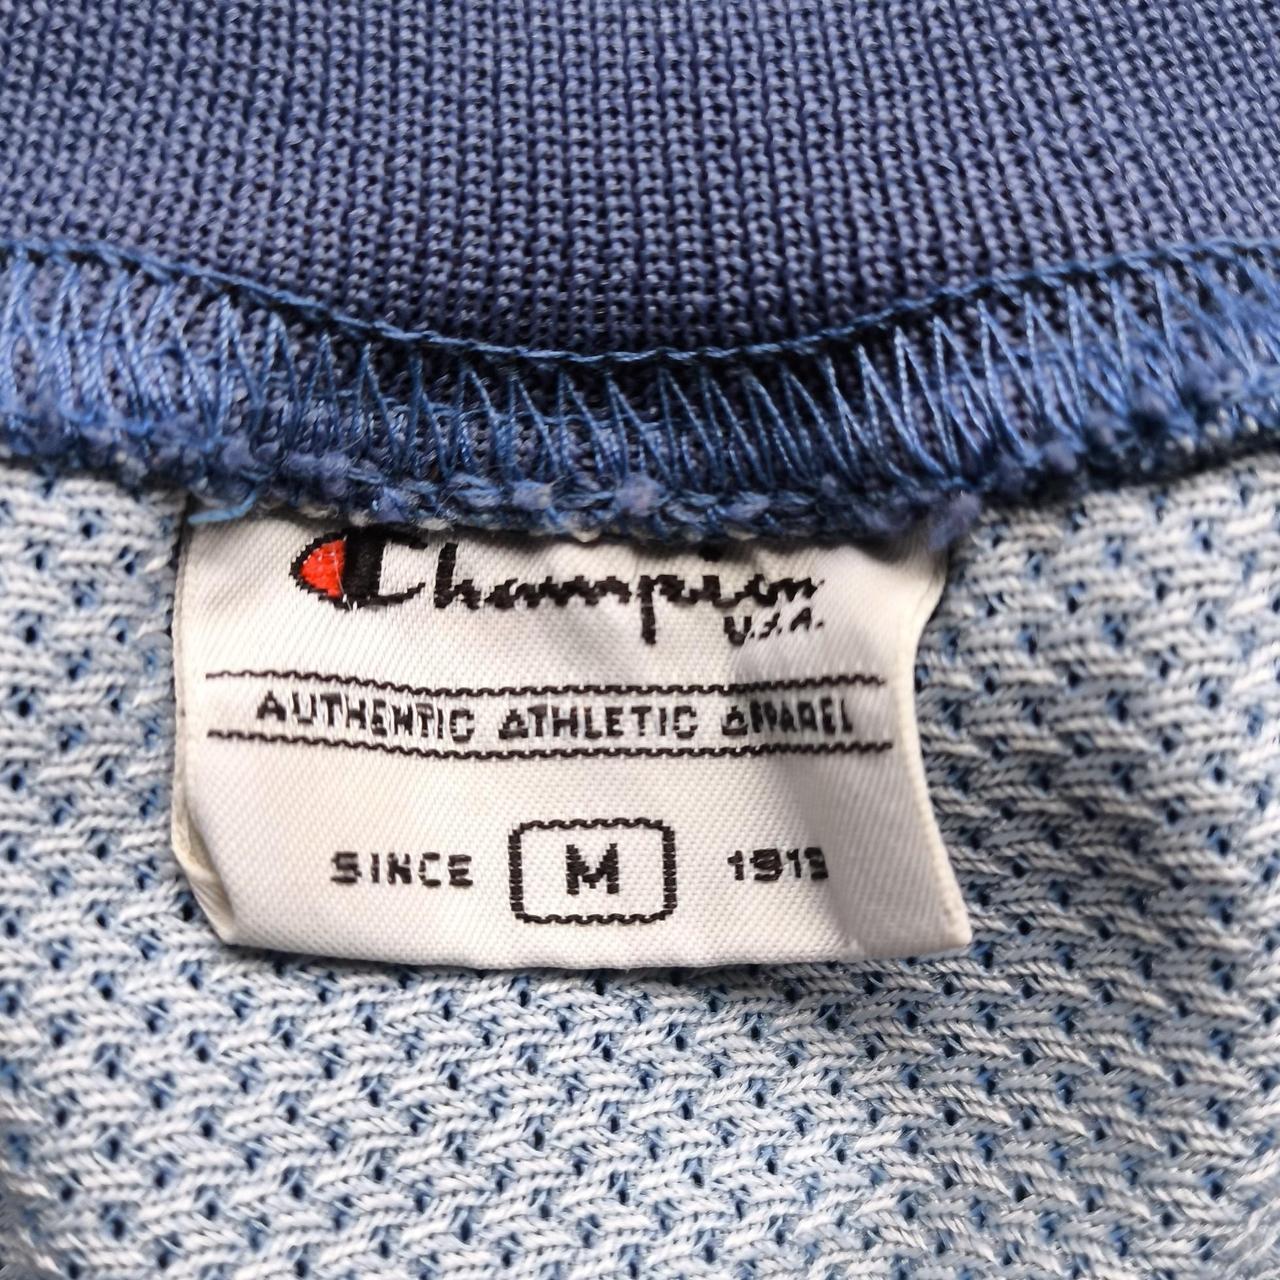 Champion
U.S.A.
AUTHENTIC ATHLETIC APPAREL
SINCE M 1919